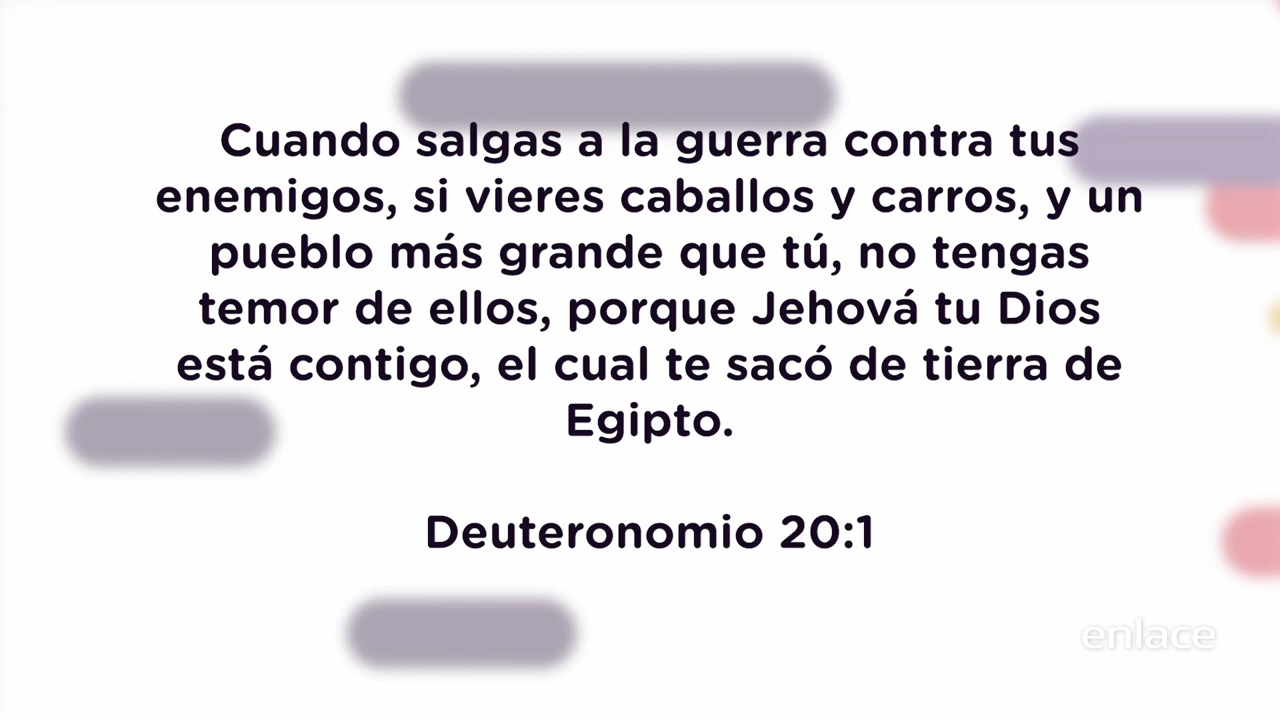 Cuando salgas a la guerra contra tus
enemigos, si vieres caballos y carros, y un
pueblo más grande que tú, no tengas
temor de ellos, porque Jehová tu Dios
está contigo, el cual te sacó de tierra de
Egipto.
Deuteronomio 20:1
enlace